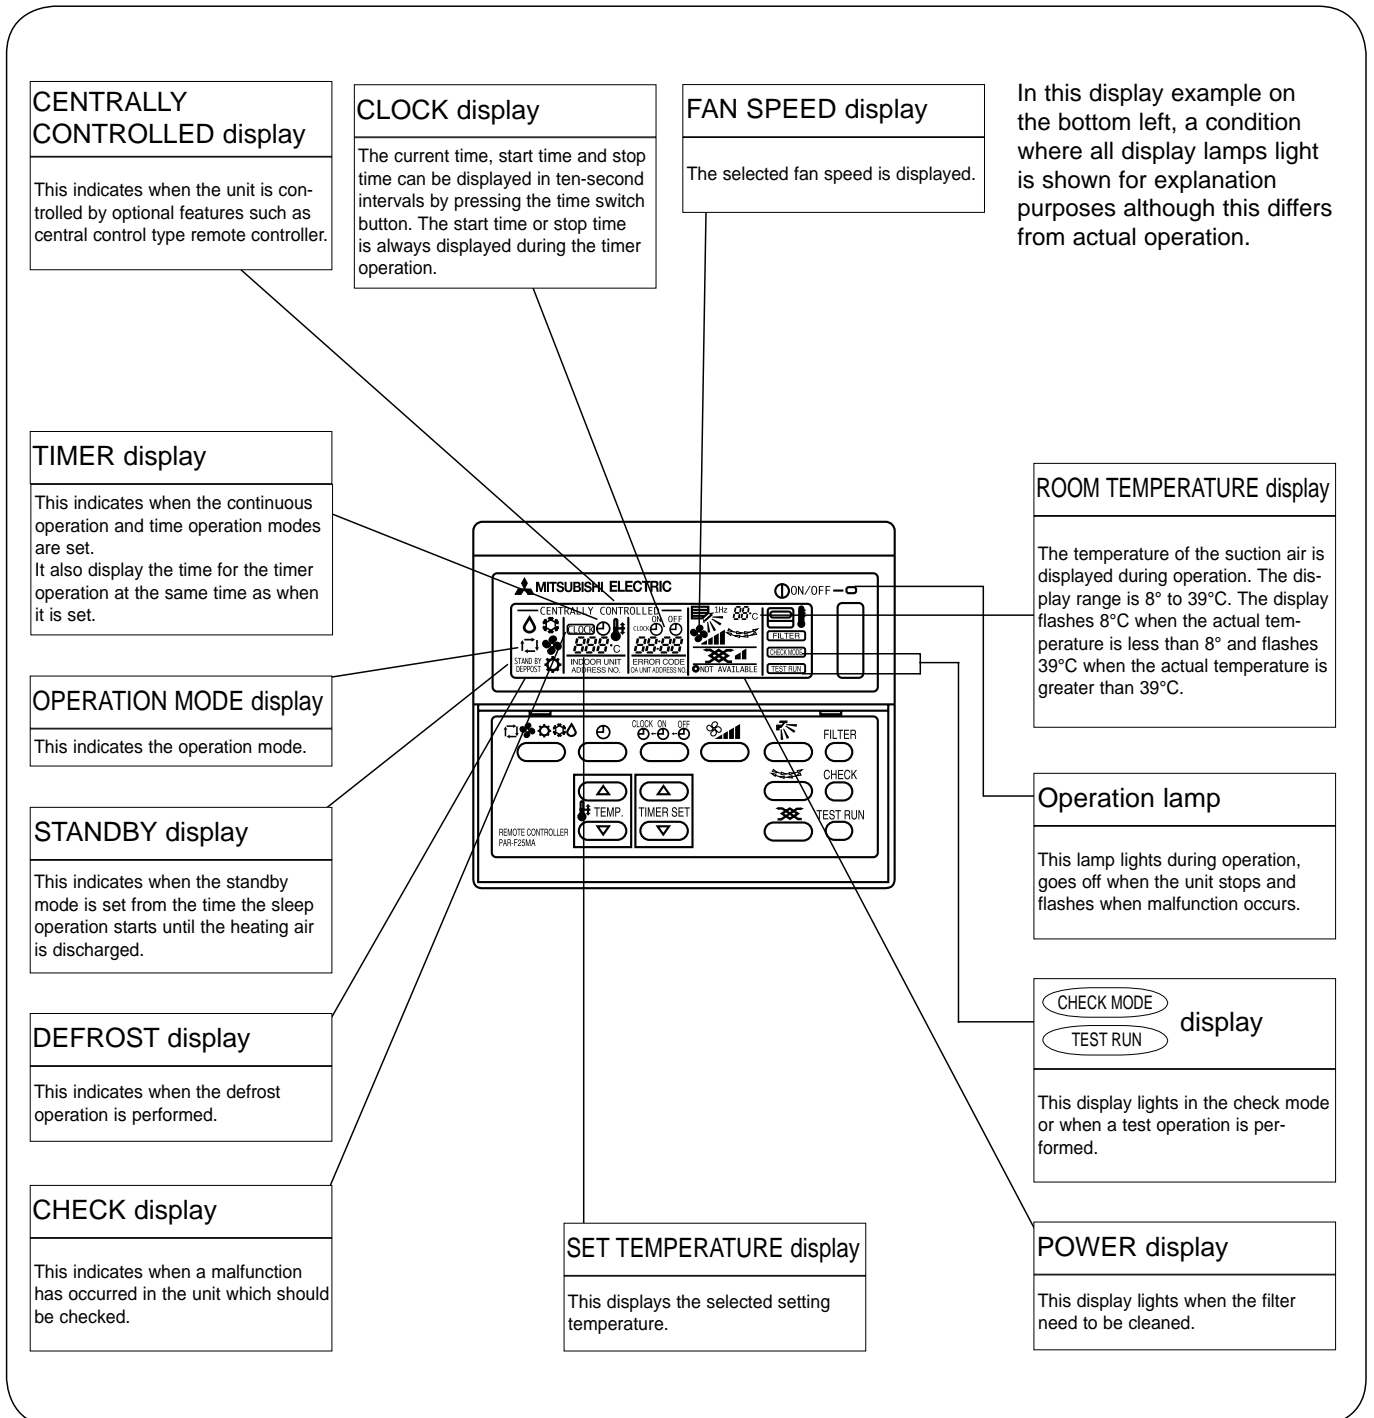 CENTRALLY
CONTROLLED display
This indicates when the unit is con-
trolled by optional features such as
central control type remote controller.
CLOCK display
The current time, start time and stop
time can be displayed in ten-second
intervals by pressing the time switch
button. The start time or stop time
is always displayed during the timer
operation.
FAN SPEED display
The selected fan speed is displayed.
In this display example on
the bottom left, a condition
where all display lamps light
is shown for explanation
purposes although this differs
from actual operation.
TIMER display
This indicates when the continuous
operation and time operation modes
are set.
It also display the time for the timer
operation at the same time as when
it is set.
OPERATION MODE display
This indicates the operation mode.
STANDBY display
This indicates when the standby
mode is set from the time the sleep
operation starts until the heating air
is discharged.
DEFROST display
This indicates when the defrost
operation is performed.
CHECK display
This indicates when a malfunction
has occurred in the unit which should
be checked.
MITSUBISHI ELECTRIC
ON/OFF
CENTRALLY CONTROLLED
ON OFF
1Hz 88°C
CLOCK
CLOCK
FILTER
888°C
88:88
CHECK MODE
STAND BY
DEFROST
INDOOR UNIT
ADDRESS NO.
ERROR CODE
OA UNIT ADDRESS NO.
NOT AVAILABLE
TEST RUN
CLOCK ON OFF
FILTER
CHECK
TEMP.
TIMER SET
TEST RUN
REMOTE CONTROLLER
PAR-F25MA
SET TEMPERATURE display
This displays the selected setting
temperature.
ROOM TEMPERATURE display
The temperature of the suction air is
displayed during operation. The dis-
play range is 8° to 39°C. The display
flashes 8°C when the actual tem-
perature is less than 8° and flashes
39°C when the actual temperature is
greater than 39°C.
Operation lamp
This lamp lights during operation,
goes off when the unit stops and
flashes when malfunction occurs.
CHECK MODE
TEST RUN
display
This display lights in the check mode
or when a test operation is per-
formed.
POWER display
This display lights when the filter
need to be cleaned.